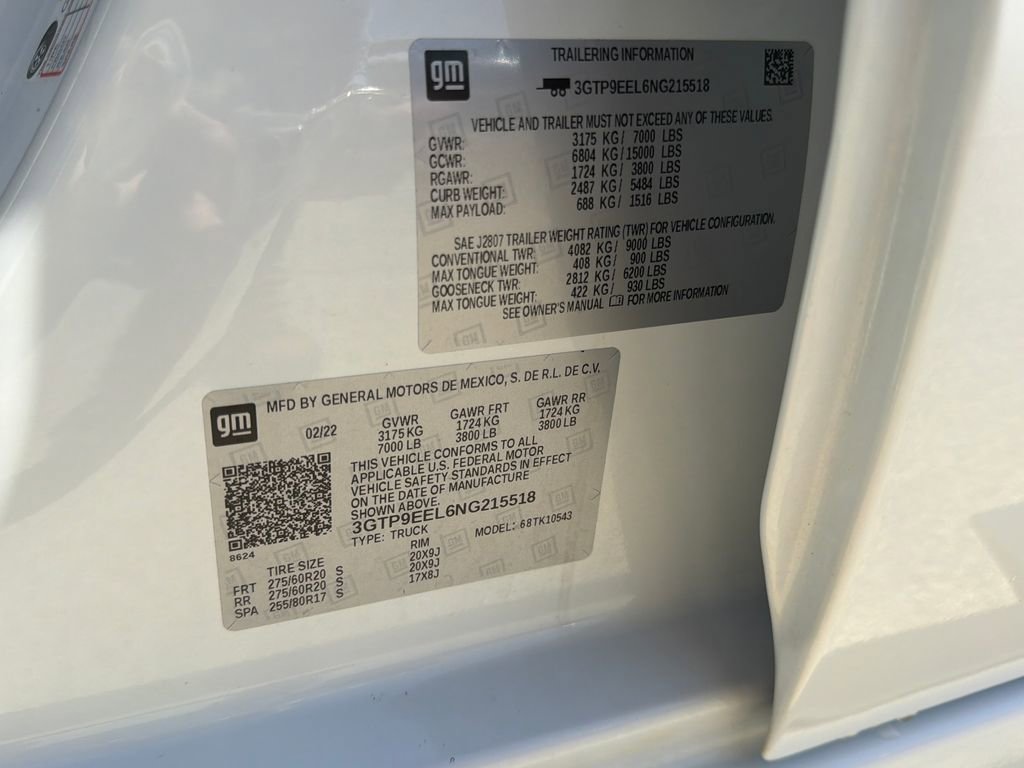 gm
TRAILERING INFORMATION
3GTP9EEL6NG215518
VEHICLE AND TRAILER MUST NOT EXCEED ANY OF THESE VALUES.
GVWR: 3175 KG/ 7000 LBS
GCWR: 6804 KG/15000 LBS
RGAWR: 1724 KG/ 3800 LBS
CURB WEIGHT: 2487 KG/ 5484 LBS
MAX PAYLOAD: 688 KG/ 1516 LBS
SAE J2807 TRAILER WEIGHT RATING (TWR) FOR VEHICLE CONFIGURATION.
CONVENTIONAL TWR: 4082 KG/ 9000 LBS
MAX TONGUE WEIGHT: 408 KG/ 900 LBS
GOOSENECK TWR: 2812 KG/ 6200 LBS
MAX TONGUE WEIGHT: 422 KG/ 930 LBS
SEE OWNER'S MANUAL FOR MORE INFORMATION
gm
MFD BY GENERAL MOTORS DE MEXICO, S. DE R.L. DE C.V.
02/22 GVWR GAWR FRT GAWR RR
3175 KG 1724 KG 1724 KG
7000 LB 3800 LB 3800 LB
THIS VEHICLE CONFORMS TO ALL
APPLICABLE U.S. FEDERAL MOTOR
VEHICLE SAFETY STANDARDS IN EFFECT
ON THE DATE OF MANUFACTURE
SHOWN ABOVE.
3GTP9EEL6NG215518
TYPE: TRUCK MODEL: 68TK10543
8624
TIRE SIZE RIM
FRT 275/60R20 S 20X9J
RR 275/60R20 S 20X9J
SPA 255/80R17 S 17X8J